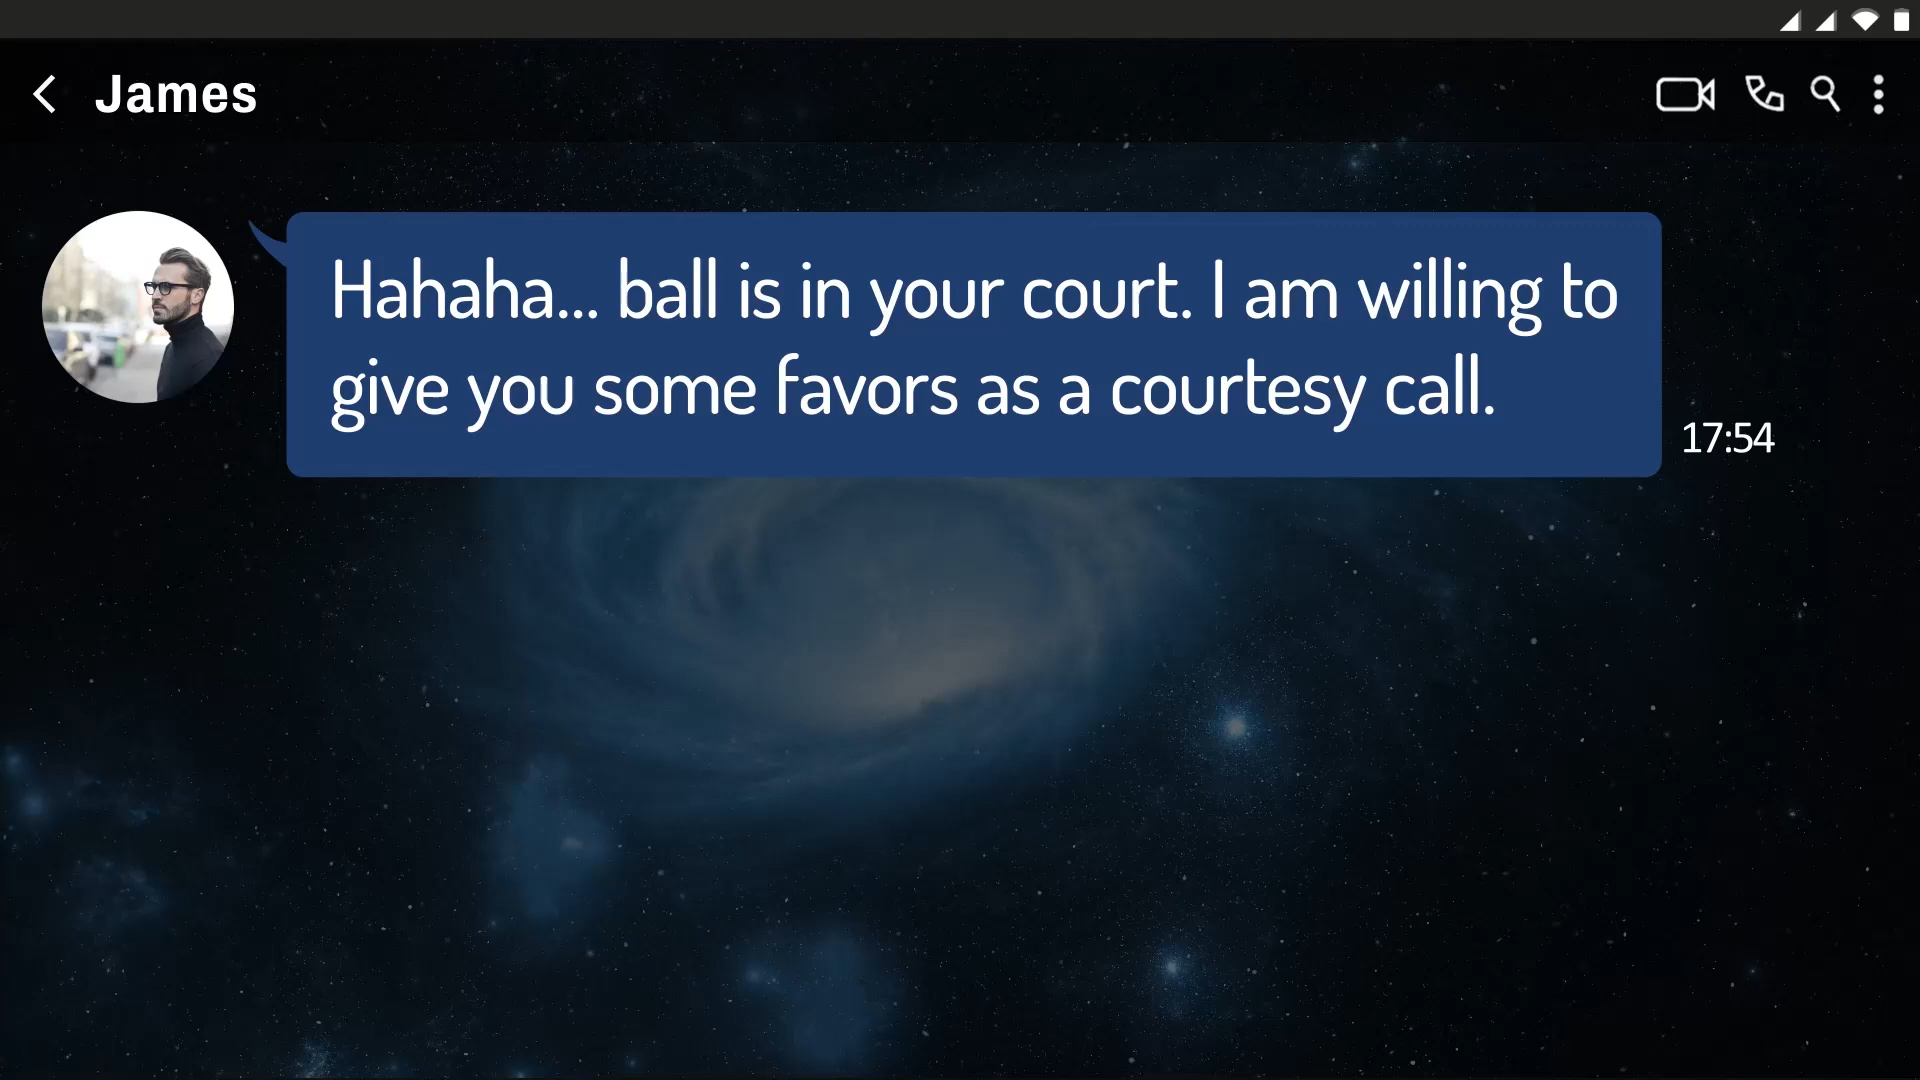 James
Hahaha... ball is in your court. I am willing to
give you some favors as a courtesy call.
17:54